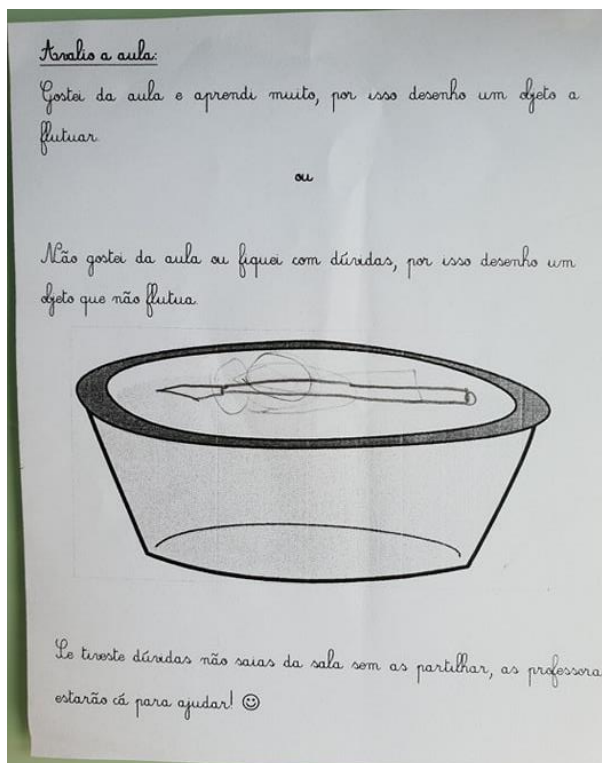 Avalio a aula:
Gostei da aula e aprendi muito, por isso desenho um objeto a
flutuar.
ou
Não gostei da aula ou fiquei com dúvidas, por isso desenho um
objeto que não flutua.
Se tiveste dúvidas não saias da sala sem as partilhar, as professora
estarão cá para ajudar! ☺